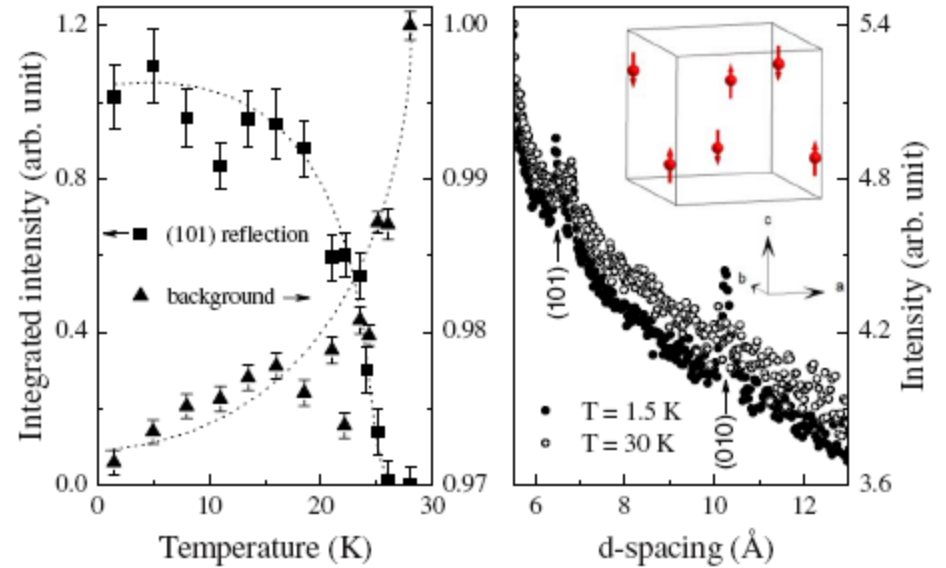 Integrated intensity (arb. unit)
1.2
0.8
0.4
0.0
1.00
0.99
0.98
0.97
(101) reflection
background
0
10
20
30
Temperature (K)
5.4
4.8
4.2
3.6
Intensity (arb. unit)
(101)
(010)
c
b
a
T = 1.5 K
T = 30 K
6
8
10
12
d-spacing (Å)